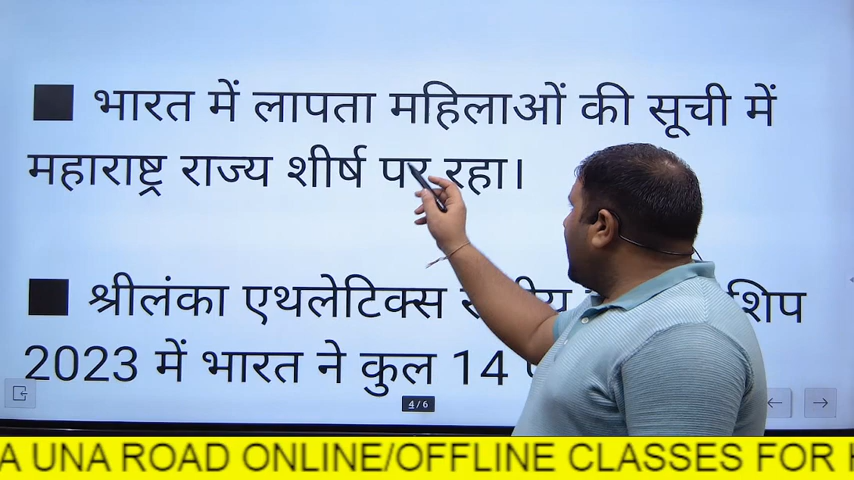 ■ भारत में लापता महिलाओं की सूची में
महाराष्ट्र राज्य शीर्ष पर रहा।
■ श्रीलंका एथलेटिक्स
2023 में भारत ने कुल 14
4 / 6
UNA ROAD ONLINE/OFFLINE CLASSES FOR